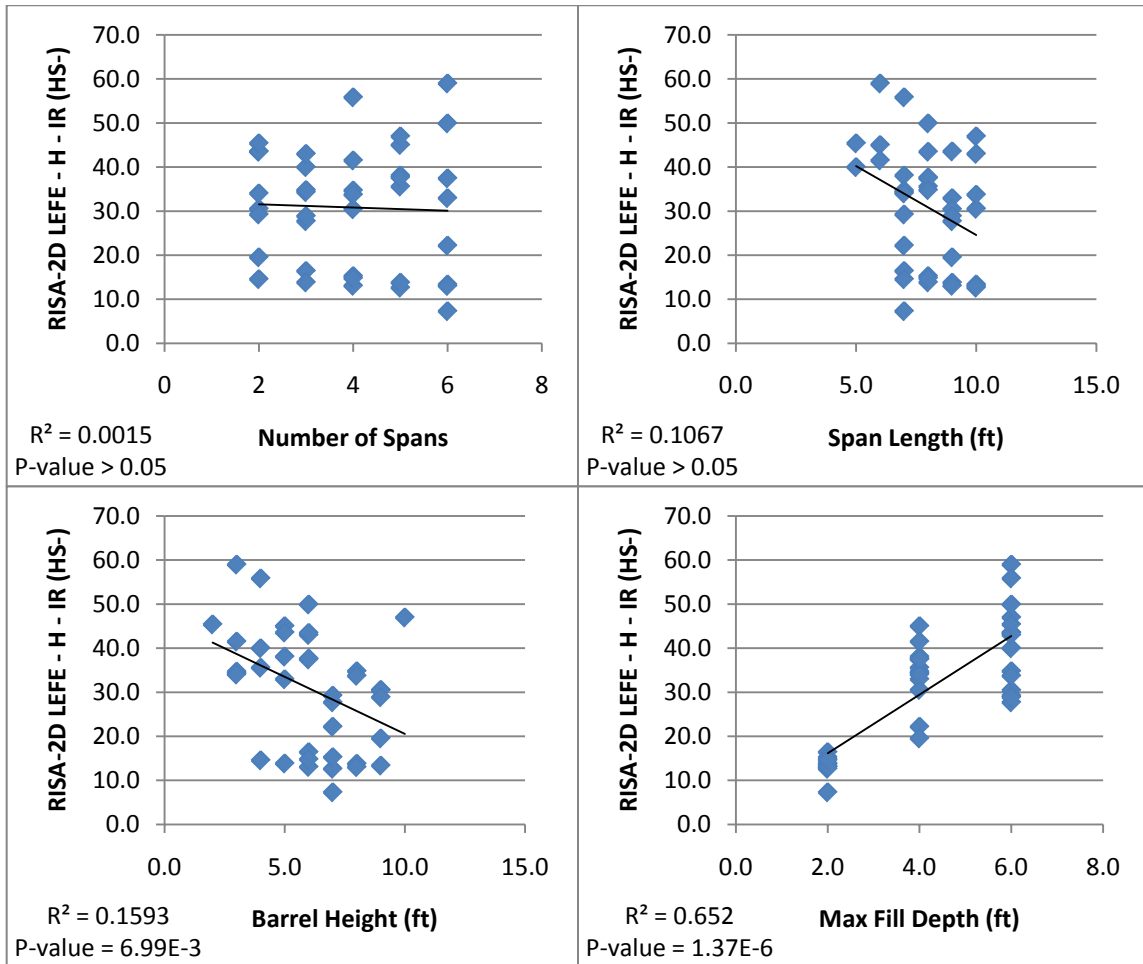 RISA-2D LEFE - H - IR (HS-)
70.0
60.0
50.0
40.0
30.0
20.0
10.0
0.0
0 2 4 6 8
Number of Spans
R² = 0.0015
P-value > 0.05
RISA-2D LEFE - H - IR (HS-)
70.0
60.0
50.0
40.0
30.0
20.0
10.0
0.0
0.0 5.0 10.0 15.0
Span Length (ft)
R² = 0.1067
P-value > 0.05
RISA-2D LEFE - H - IR (HS-)
70.0
60.0
50.0
40.0
30.0
20.0
10.0
0.0
0.0 5.0 10.0 15.0
Barrel Height (ft)
R² = 0.1593
P-value = 6.99E-3
RISA-2D LEFE - H - IR (HS-)
70.0
60.0
50.0
40.0
30.0
20.0
10.0
0.0
0.0 2.0 4.0 6.0 8.0
Max Fill Depth (ft)
R² = 0.652
P-value = 1.37E-6